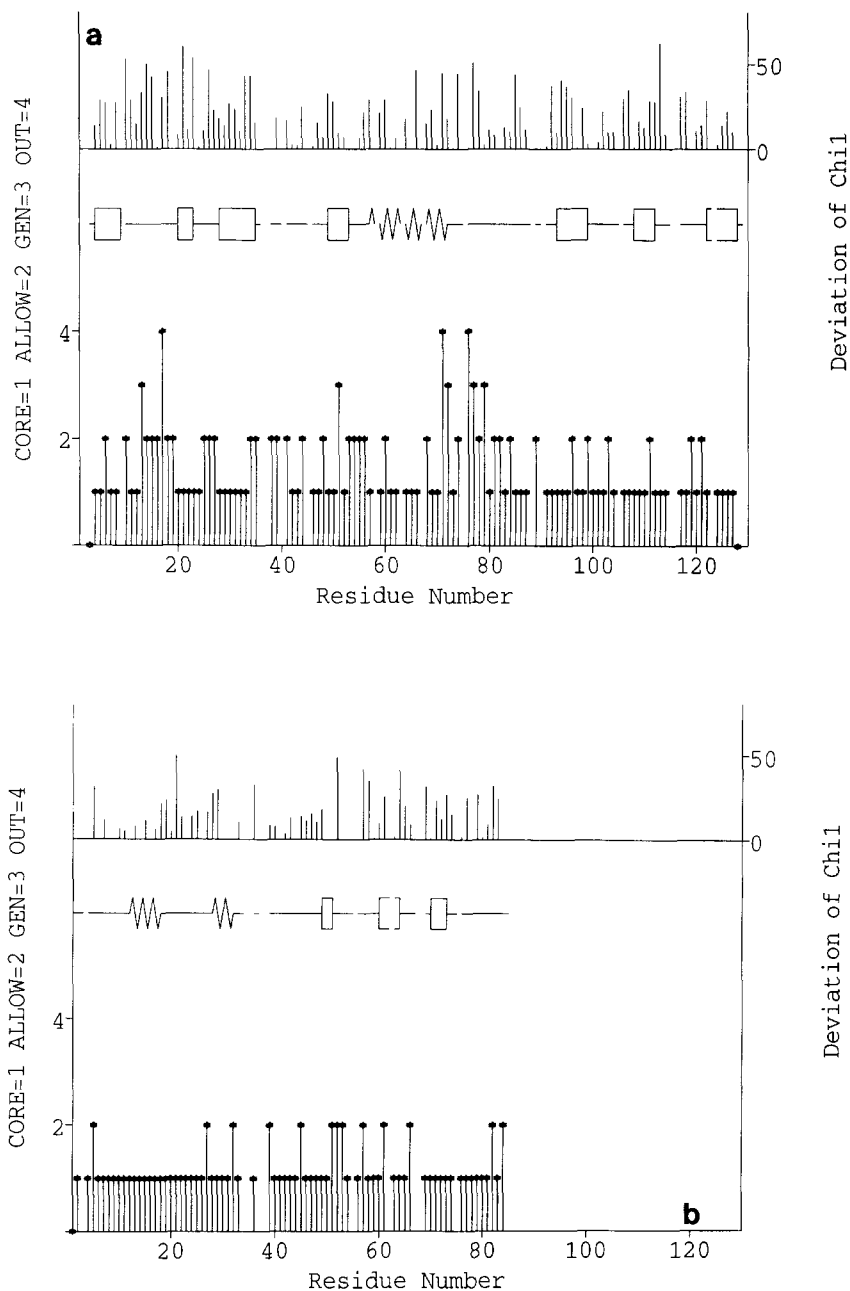 a
50
0
Deviation of Chi1
CORE=1 ALLOW=2 GEN=3 OUT=4
4
2
20 40 60 80 100 120
Residue Number
50
0
Deviation of Chi1
CORE=1 ALLOW=2 GEN=3 OUT=4
4
2
b
20 40 60 80 100 120
Residue Number